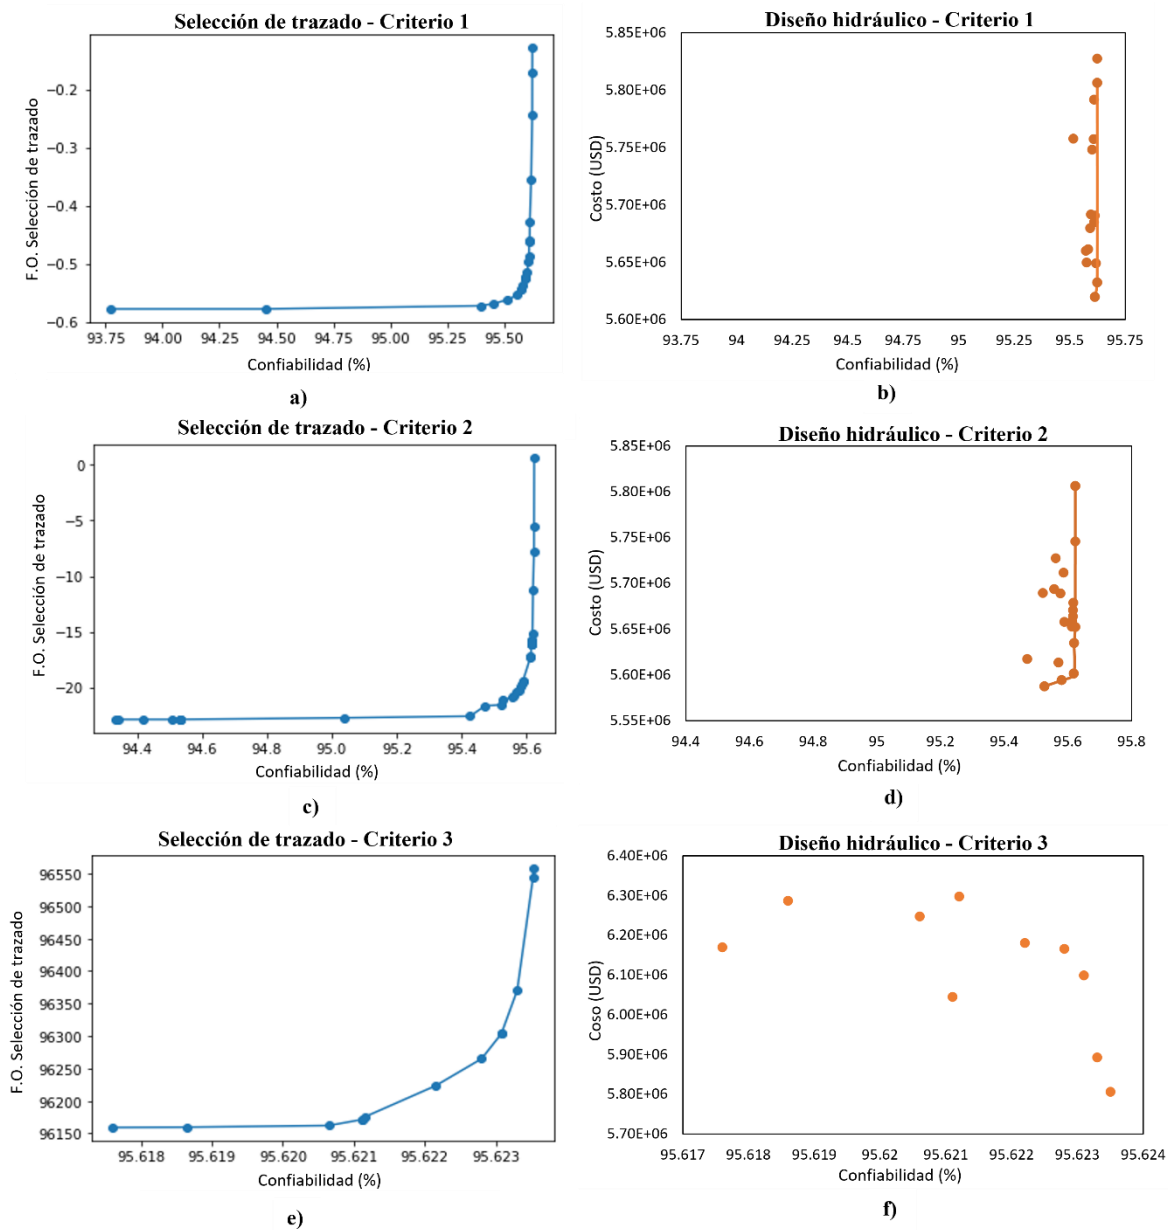 Selección de trazado - Criterio 1
F.O. Selección de trazado
−0.2
−0.3
−0.4
−0.5
−0.6
93.75 94.00 94.25 94.50 94.75 95.00 95.25 95.50
Confiabilidad (%)
a)
Diseño hidráulico - Criterio 1
Costo (USD)
5.85E+06
5.80E+06
5.75E+06
5.70E+06
5.65E+06
5.60E+06
93.75 94 94.25 94.5 94.75 95 95.25 95.5 95.75
Confiabilidad (%)
b)
Selección de trazado - Criterio 2
F.O. Selección de trazado
0
−5
−10
−15
−20
94.4 94.6 94.8 95.0 95.2 95.4 95.6
Confiabilidad (%)
c)
Diseño hidráulico - Criterio 2
Costo (USD)
5.85E+06
5.80E+06
5.75E+06
5.70E+06
5.65E+06
5.60E+06
5.55E+06
94.4 94.6 94.8 95 95.2 95.4 95.6 95.8
Confiabilidad (%)
d)
Selección de trazado - Criterio 3
F.O. Selección de trazado
96550
96500
96450
96400
96350
96300
96250
96200
96150
95.618 95.619 95.620 95.621 95.622 95.623
Confiabilidad (%)
e)
Diseño hidráulico - Criterio 3
Coso (USD)
6.40E+06
6.30E+06
6.20E+06
6.10E+06
6.00E+06
5.90E+06
5.80E+06
5.70E+06
95.617 95.618 95.619 95.62 95.621 95.622 95.623 95.624
Confiabilidad (%)
f)